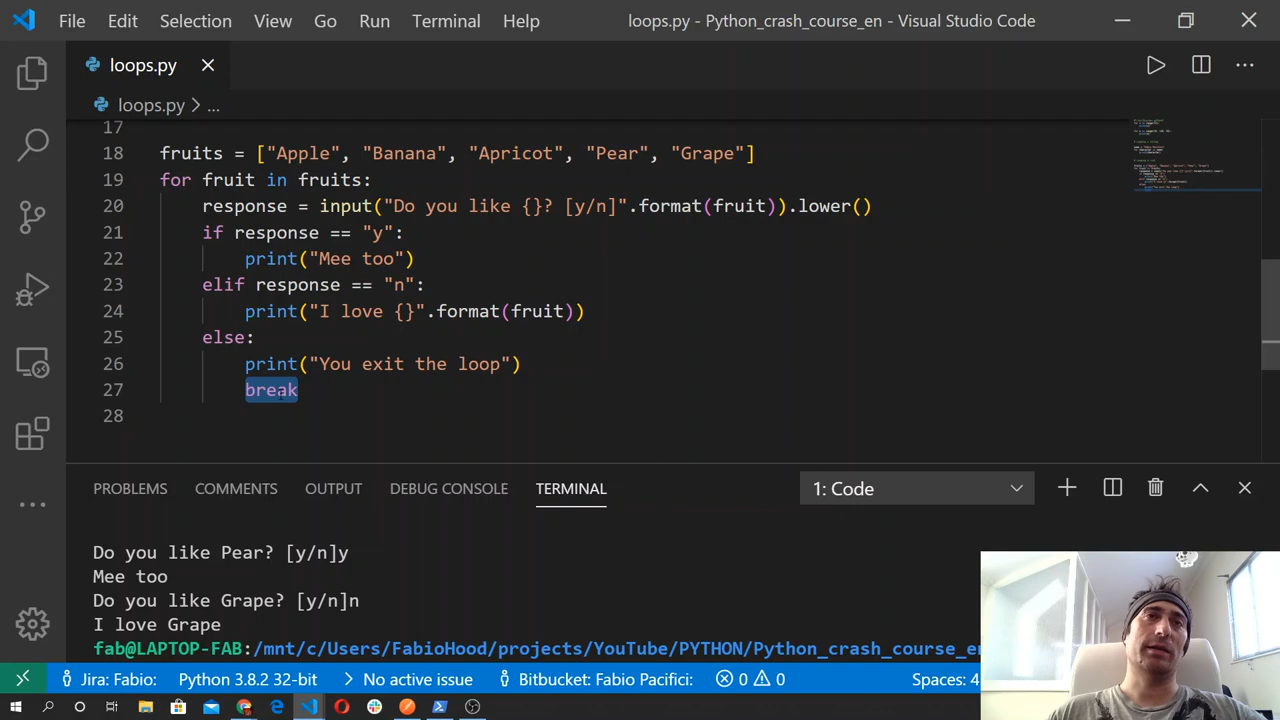 File Edit Selection View Go Run Terminal Help loops.py - Python_crash_course_en - Visual Studio Code
loops.py
loops.py > ...
17
18 fruits = ["Apple", "Banana", "Apricot", "Pear", "Grape"]
19 for fruit in fruits:
20 response = input("Do you like {}? [y/n]".format(fruit)).lower()
21 if response == "y":
22 print("Mee too")
23 elif response == "n":
24 print("I love {}".format(fruit))
25 else:
26 print("You exit the loop")
27 break
28
PROBLEMS COMMENTS OUTPUT DEBUG CONSOLE TERMINAL 1: Code
Do you like Pear? [y/n]y
Mee too
Do you like Grape? [y/n]n
I love Grape
fab@LAPTOP-FAB:/mnt/c/Users/FabioHood/projects/YouTube/PYTHON/Python_crash_course_en
Jira: Fabio: Python 3.8.2 32-bit No active issue Bitbucket: Fabio Pacifici: 0 0 Spaces: 4